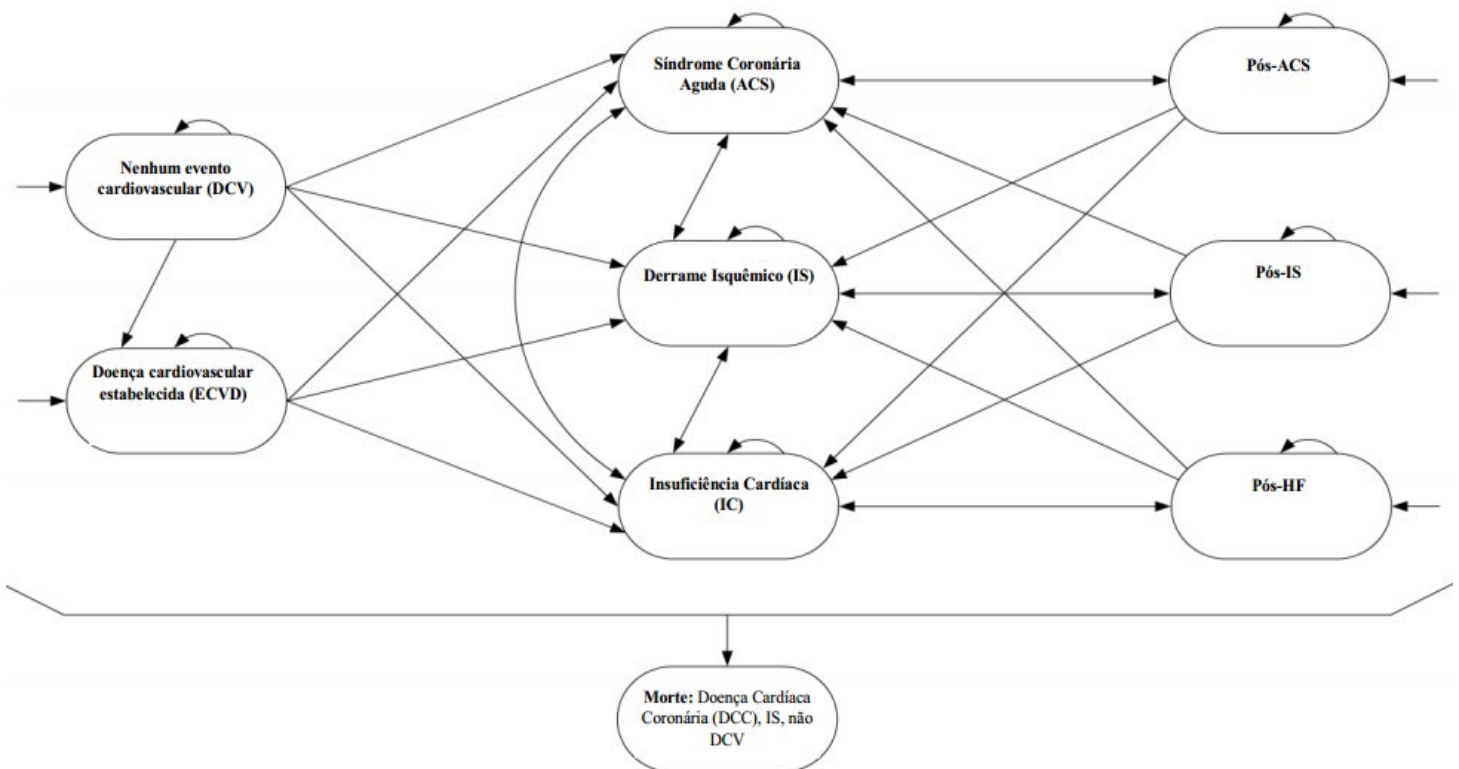 Síndrome Coronária
Aguda (ACS)
Pós-ACS
Nenhum evento
cardiovascular (DCV)
Derrame Isquêmico (IS)
Pós-IS
Doença cardiovascular
estabelecida (ECVD)
Insuficiência Cardíaca
(IC)
Pós-HF
Morte: Doença Cardíaca
Coronária (DCC), IS, não
DCV